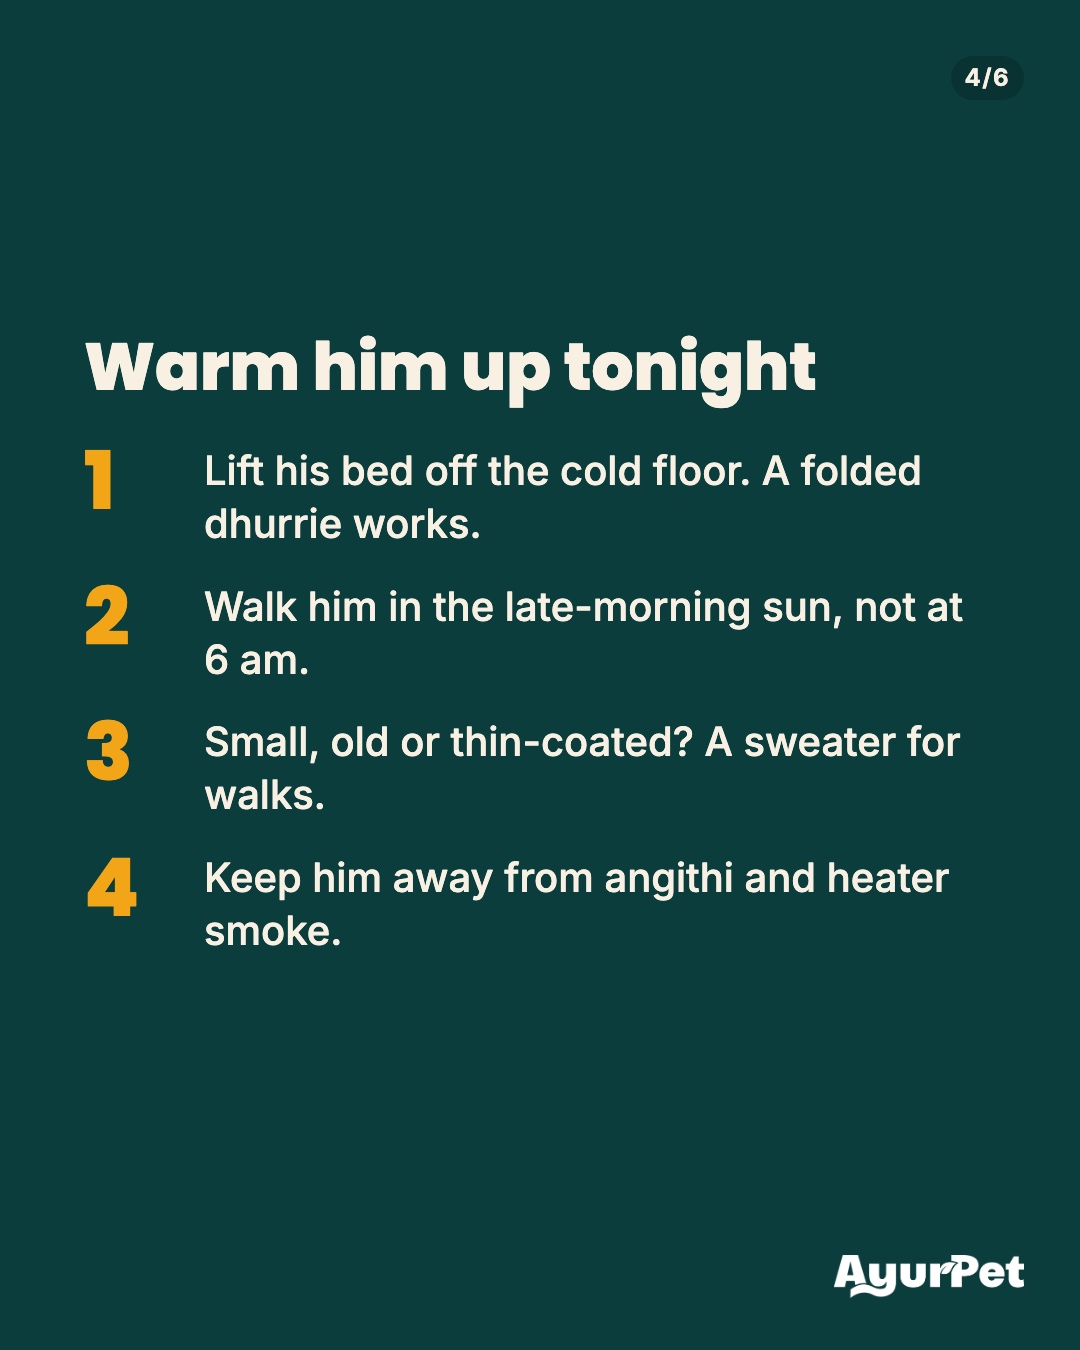 4/6
Warm him up tonight
1 Lift his bed off the cold floor. A folded
dhurrie works.
2 Walk him in the late-morning sun, not at
6 am.
3 Small, old or thin-coated? A sweater for
walks.
4 Keep him away from angithi and heater
smoke.
AyurPet